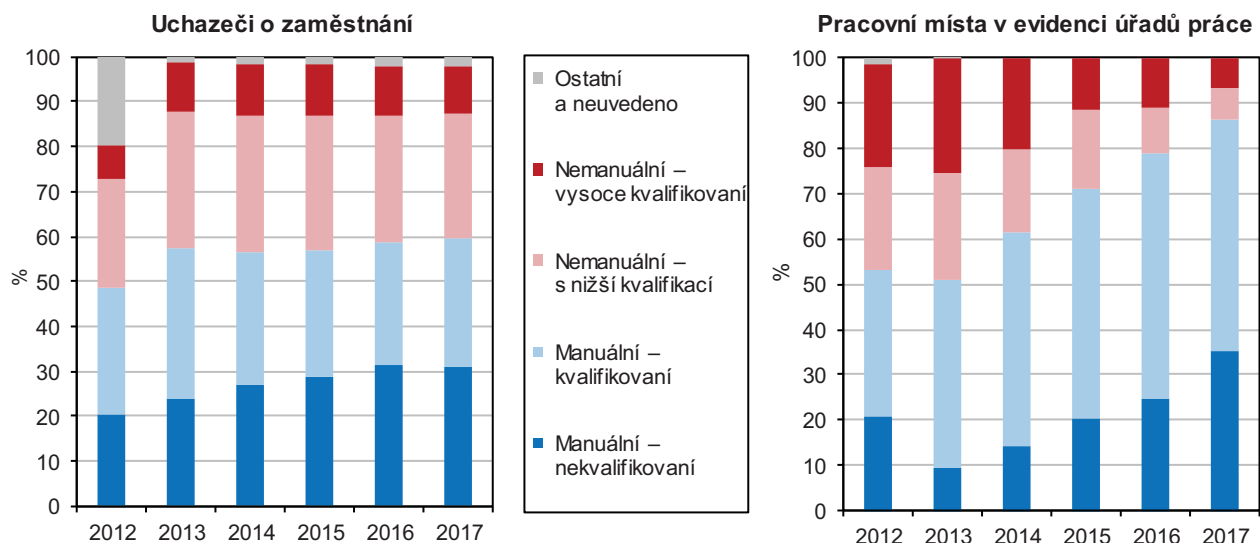 Uchazeči o zaměstnání
100
90
80
70
60
50
40
30
20
10
0
%
2012 2013 2014 2015 2016 2017
Ostatní
a neuvedeno
Nemanuální –
vysoce kvalifikovaní
Nemanuální –
s nižší kvalifikací
Manuální –
kvalifikovaní
Manuální –
nekvalifikovaní
Pracovní místa v evidenci úřadů práce
100
90
80
70
60
50
40
30
20
10
0
%
2012 2013 2014 2015 2016 2017